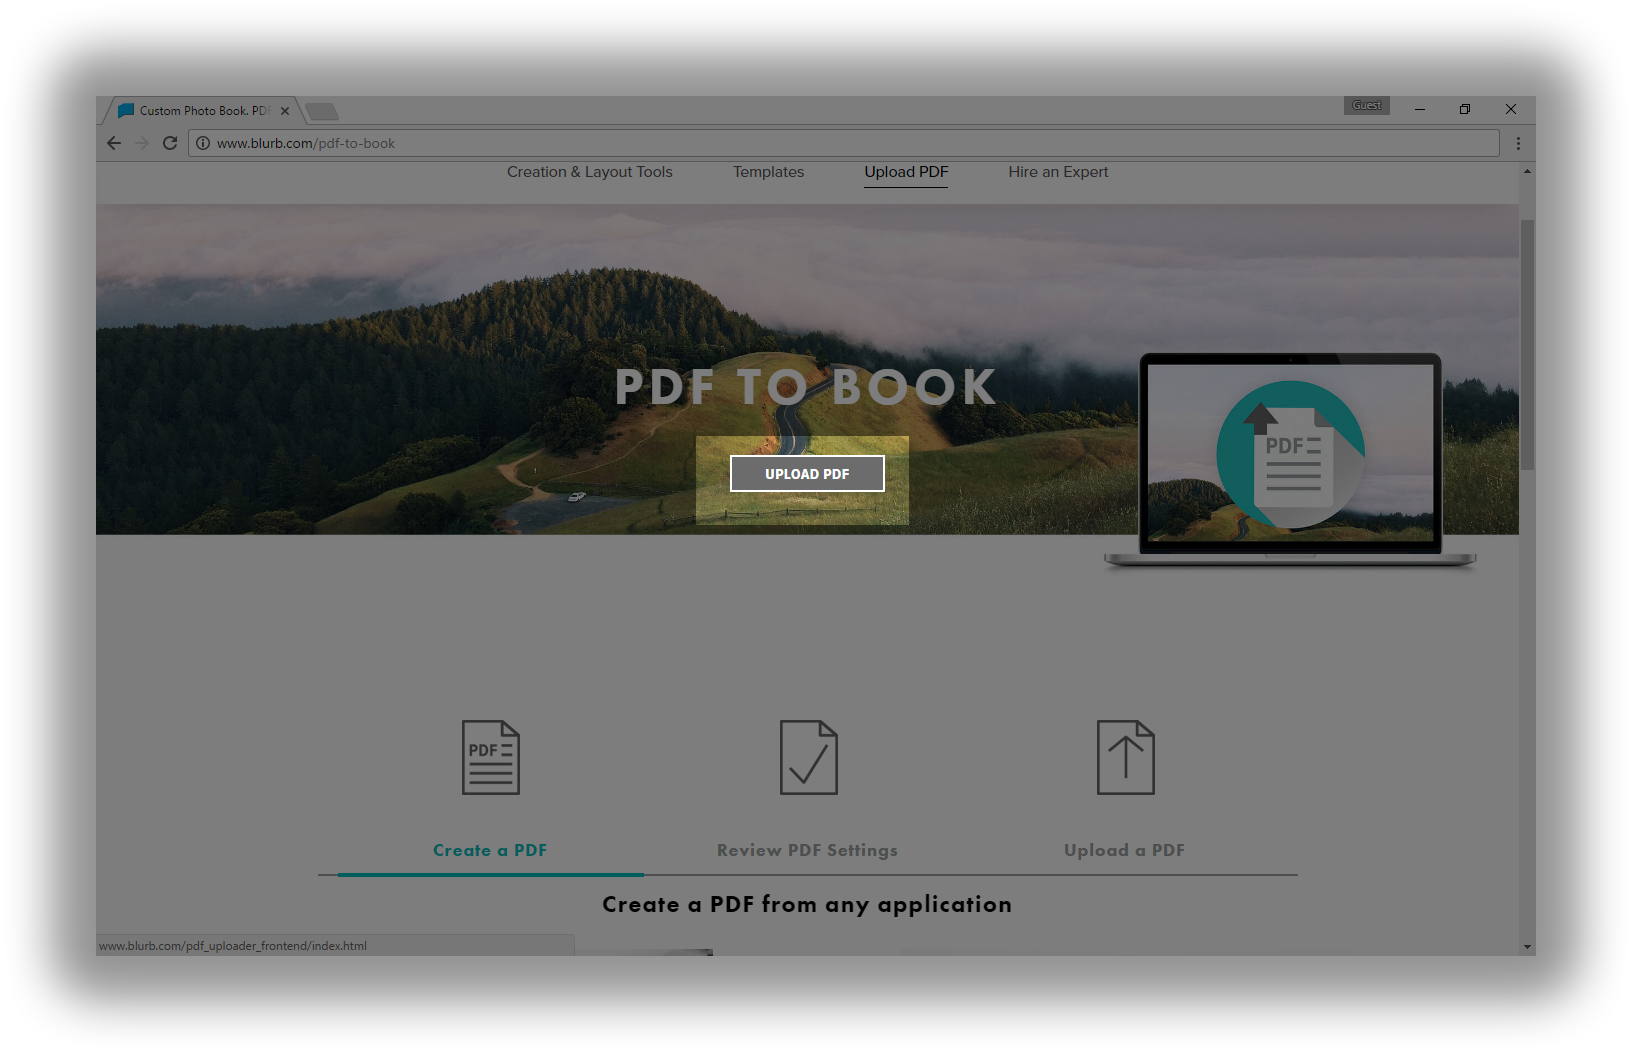 Custom Photo Book. PDF
Guest
www.blurb.com/pdf-to-book
Creation & Layout Tools
Templates
Upload PDF
Hire an Expert
PDF TO BOOK
UPLOAD PDF
PDF
PDF
Create a PDF
Review PDF Settings
Upload a PDF
Create a PDF from any application
www.blurb.com/pdf_uploader_frontend/index.html